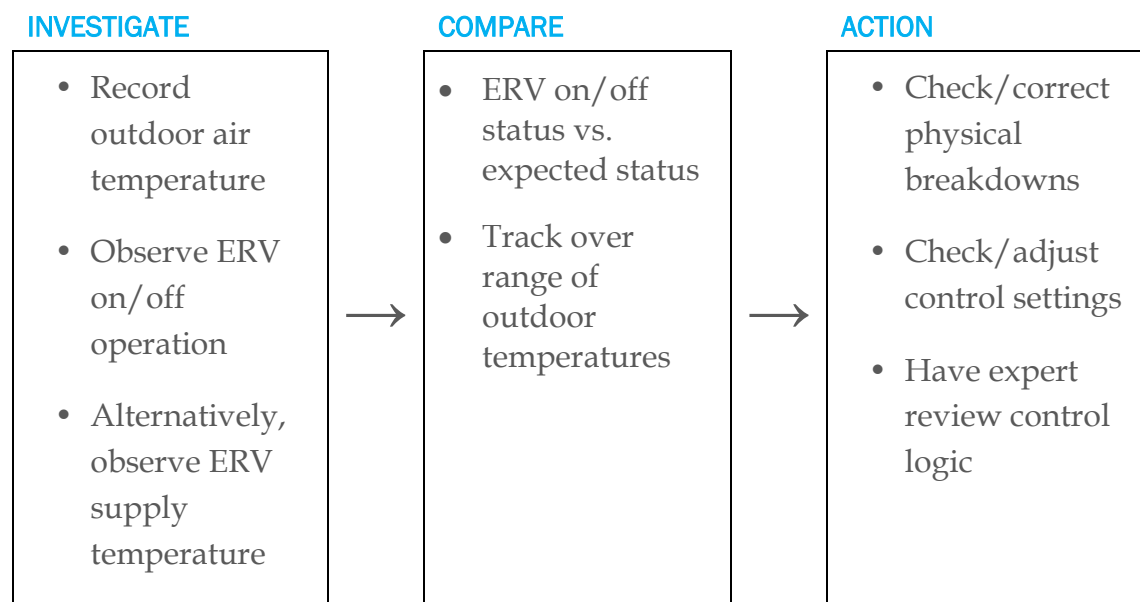 INVESTIGATE
• Record
outdoor air
temperature
• Observe ERV
on/off
operation
• Alternatively,
observe ERV
supply
temperature
→
COMPARE
• ERV on/off
status vs.
expected status
• Track over
range of
outdoor
temperatures
→
ACTION
• Check/correct
physical
breakdowns
• Check/adjust
control settings
• Have expert
review control
logic